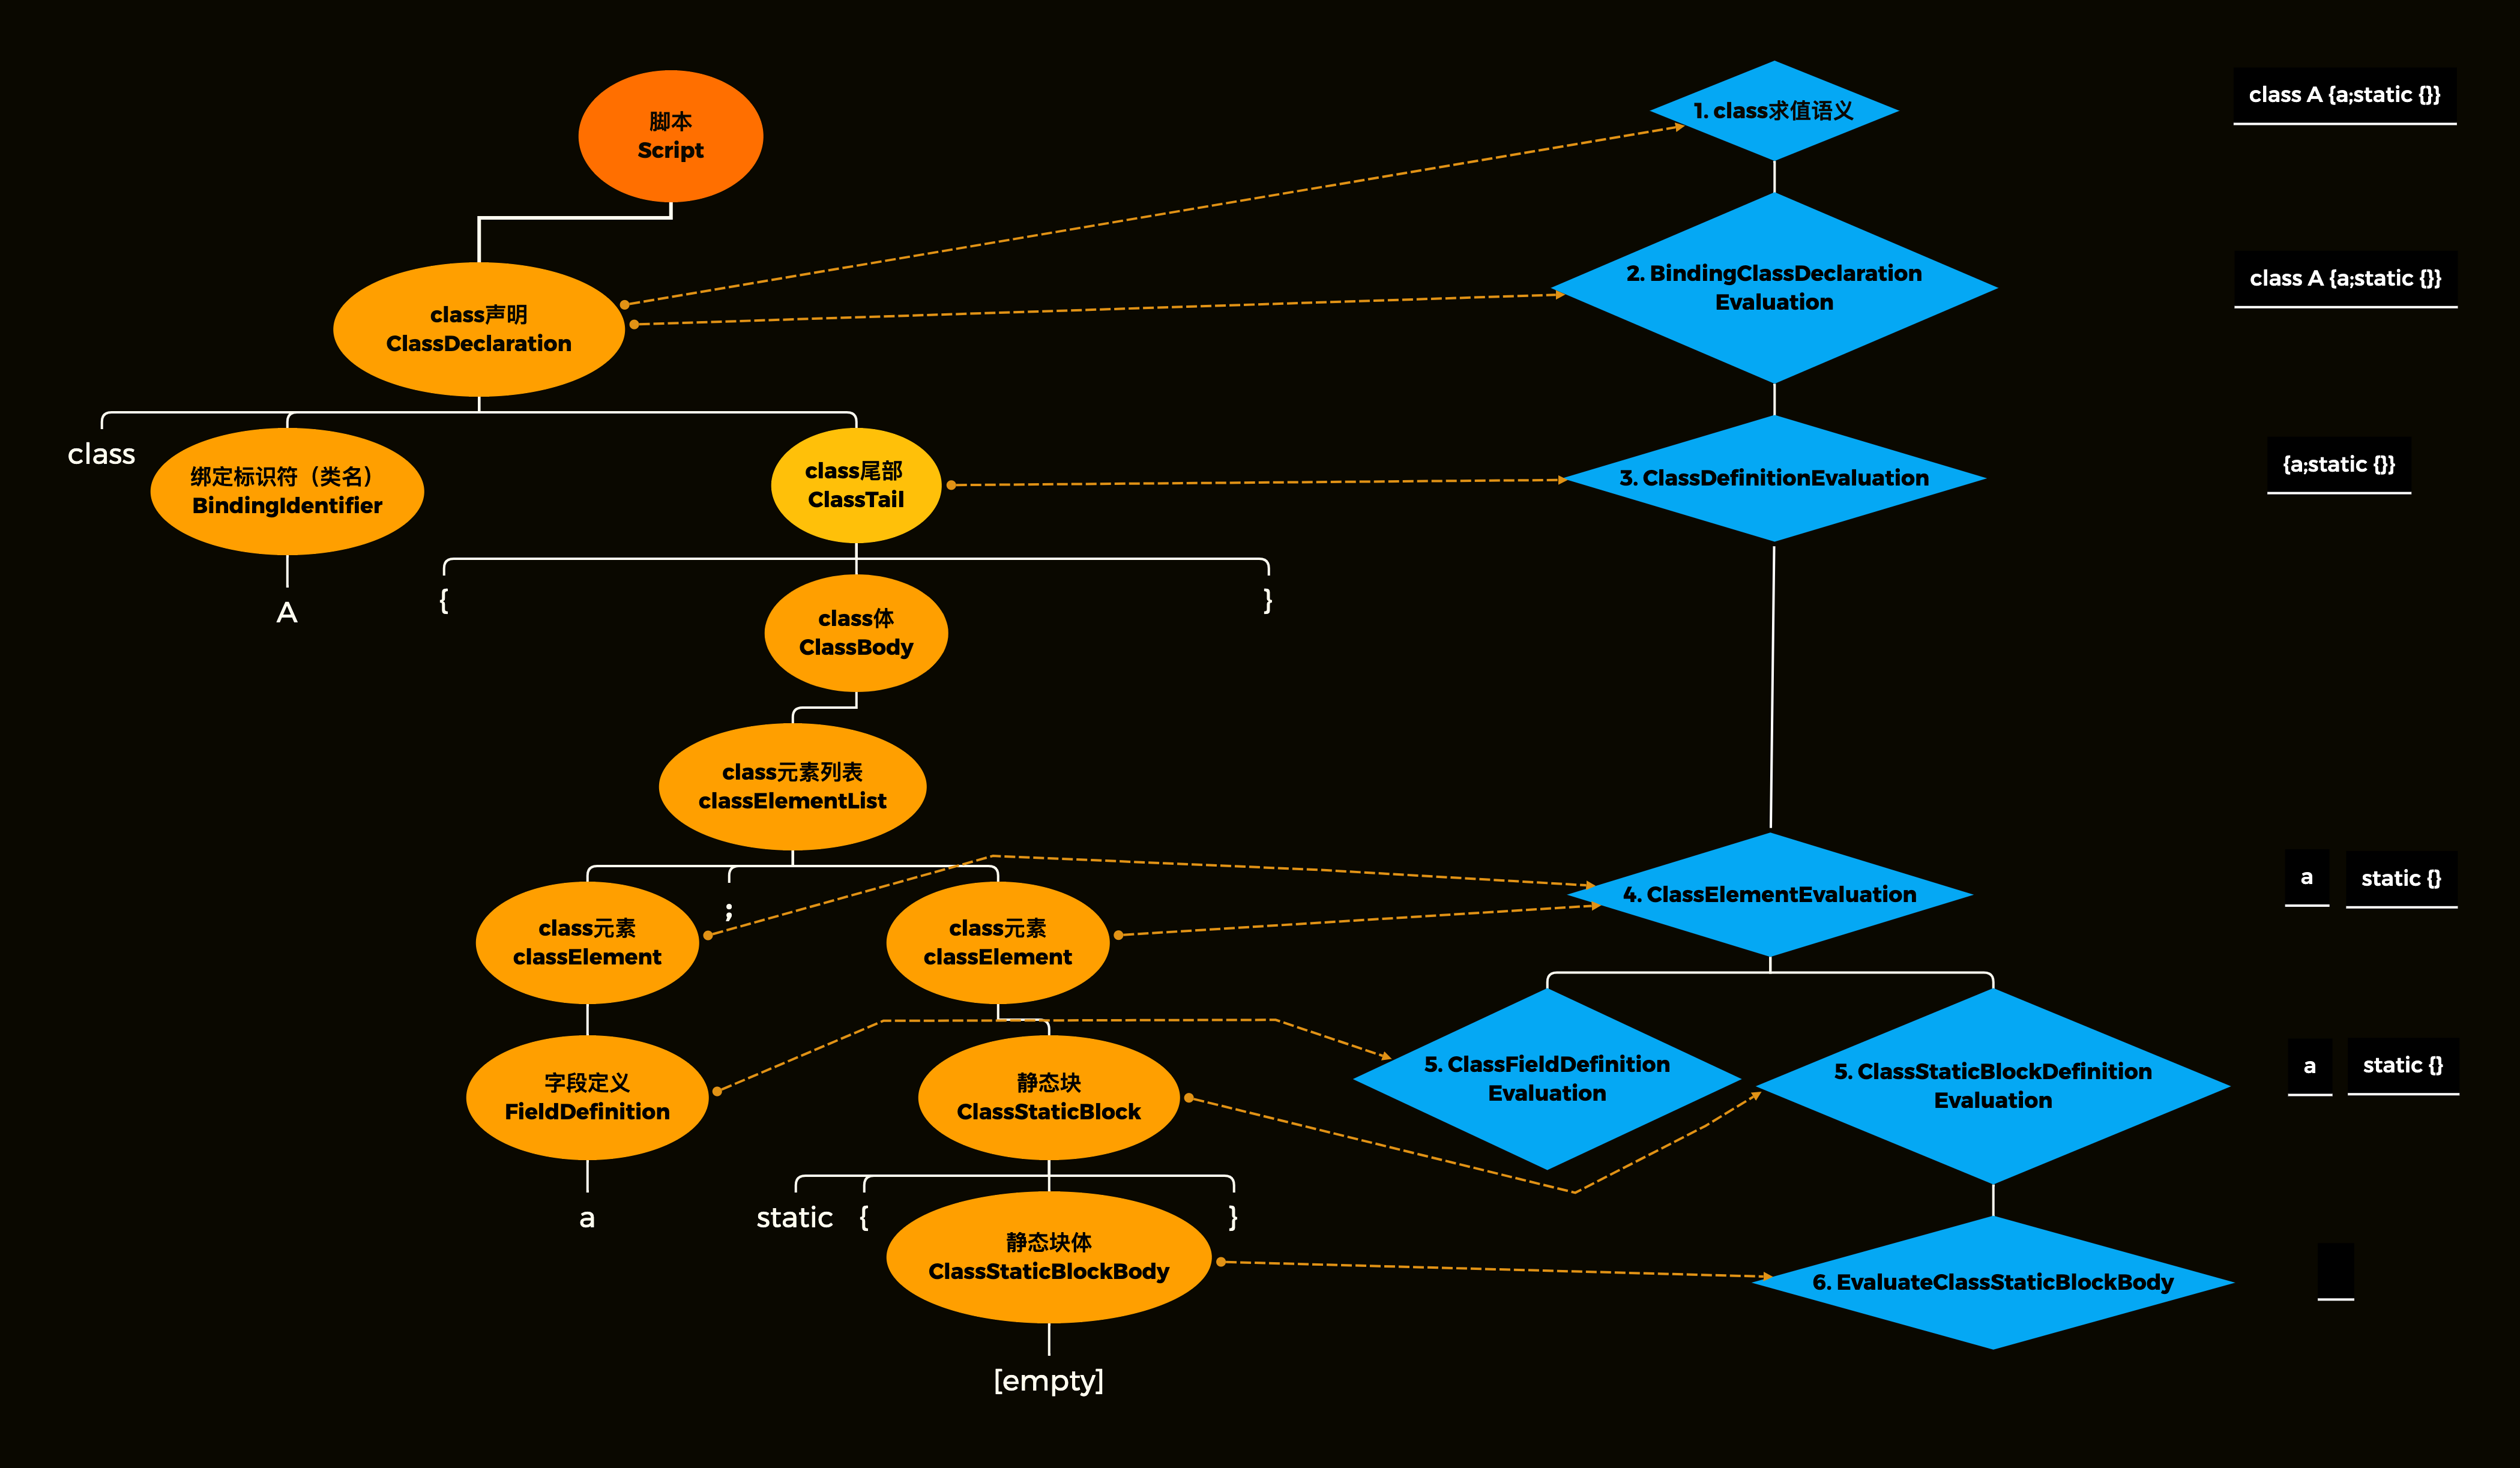 脚本
Script
1. class求值语义
class A {a;static {}}
class声明
ClassDeclaration
2. BindingClassDeclaration
Evaluation
class A {a;static {}}
class
绑定标识符（类名）
BindingIdentifier
A
class尾部
ClassTail
3. ClassDefinitionEvaluation
{a;static {}}
{
class体
ClassBody
}
class元素列表
classElementList
class元素
classElement
;
class元素
classElement
4. ClassElementEvaluation
a
static {}
字段定义
FieldDefinition
静态块
ClassStaticBlock
5. ClassFieldDefinition
Evaluation
5. ClassStaticBlockDefinition
Evaluation
a
static {}
a
static
{
静态块体
ClassStaticBlockBody
}
6. EvaluateClassStaticBlockBody
[empty]